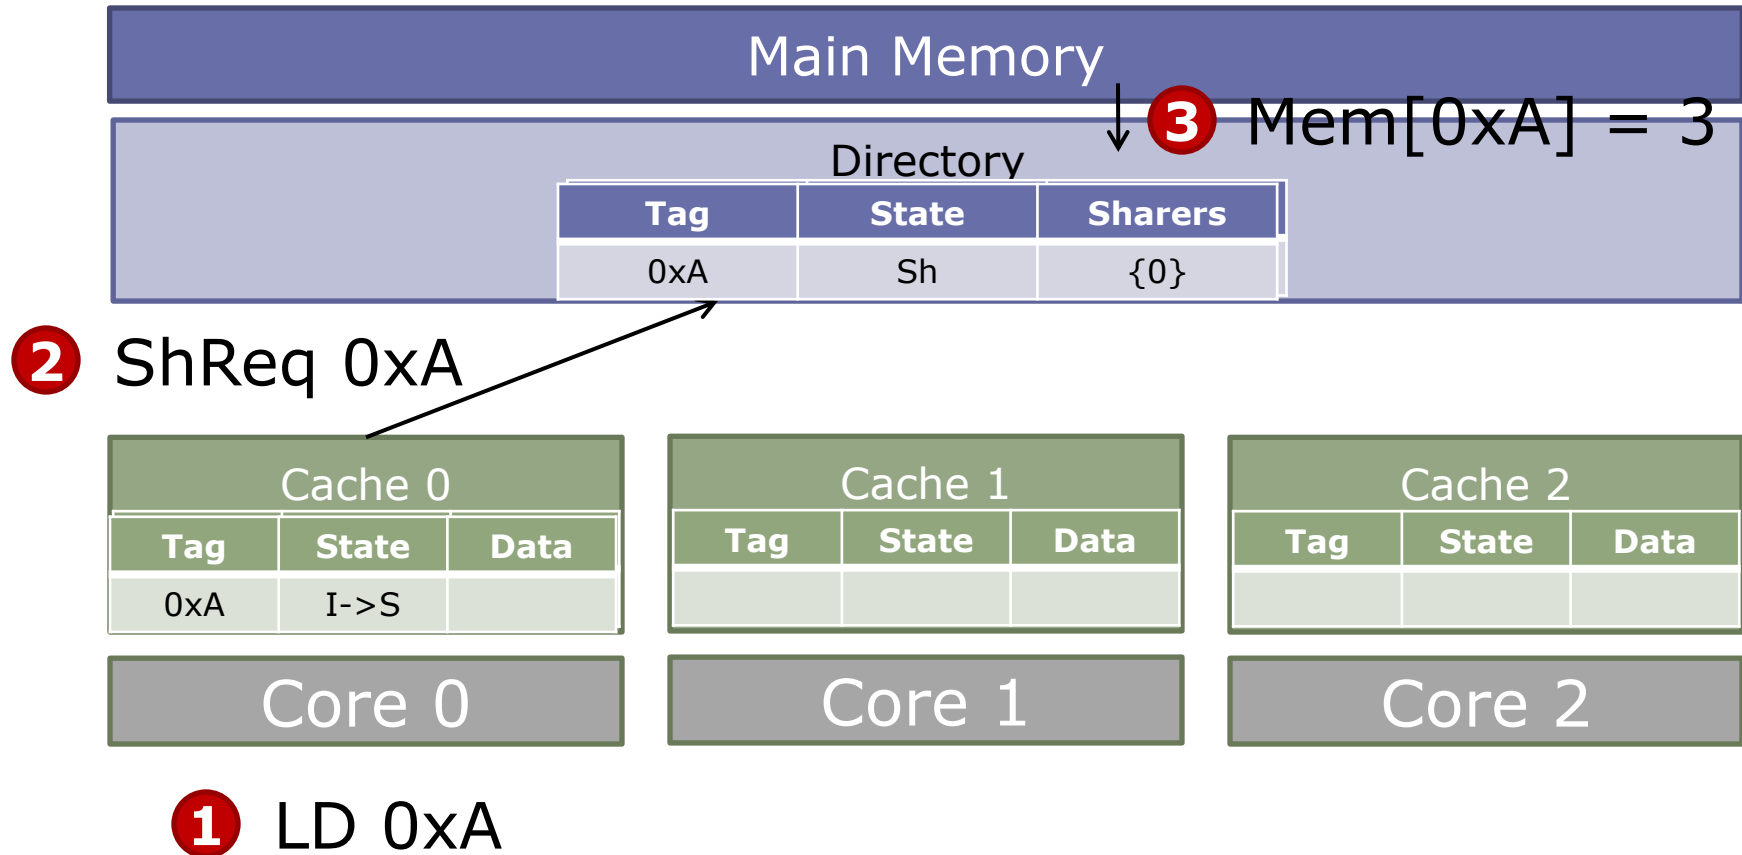 Main Memory
3 Mem[0xA] = 3
Directory
Tag State Sharers
0xA Sh {0}
2 ShReq 0xA
Cache 0 Cache 1 Cache 2
Tag State Data Tag State Data Tag State Data
0xA I->S
Core 0 Core 1 Core 2
1 LD 0xA